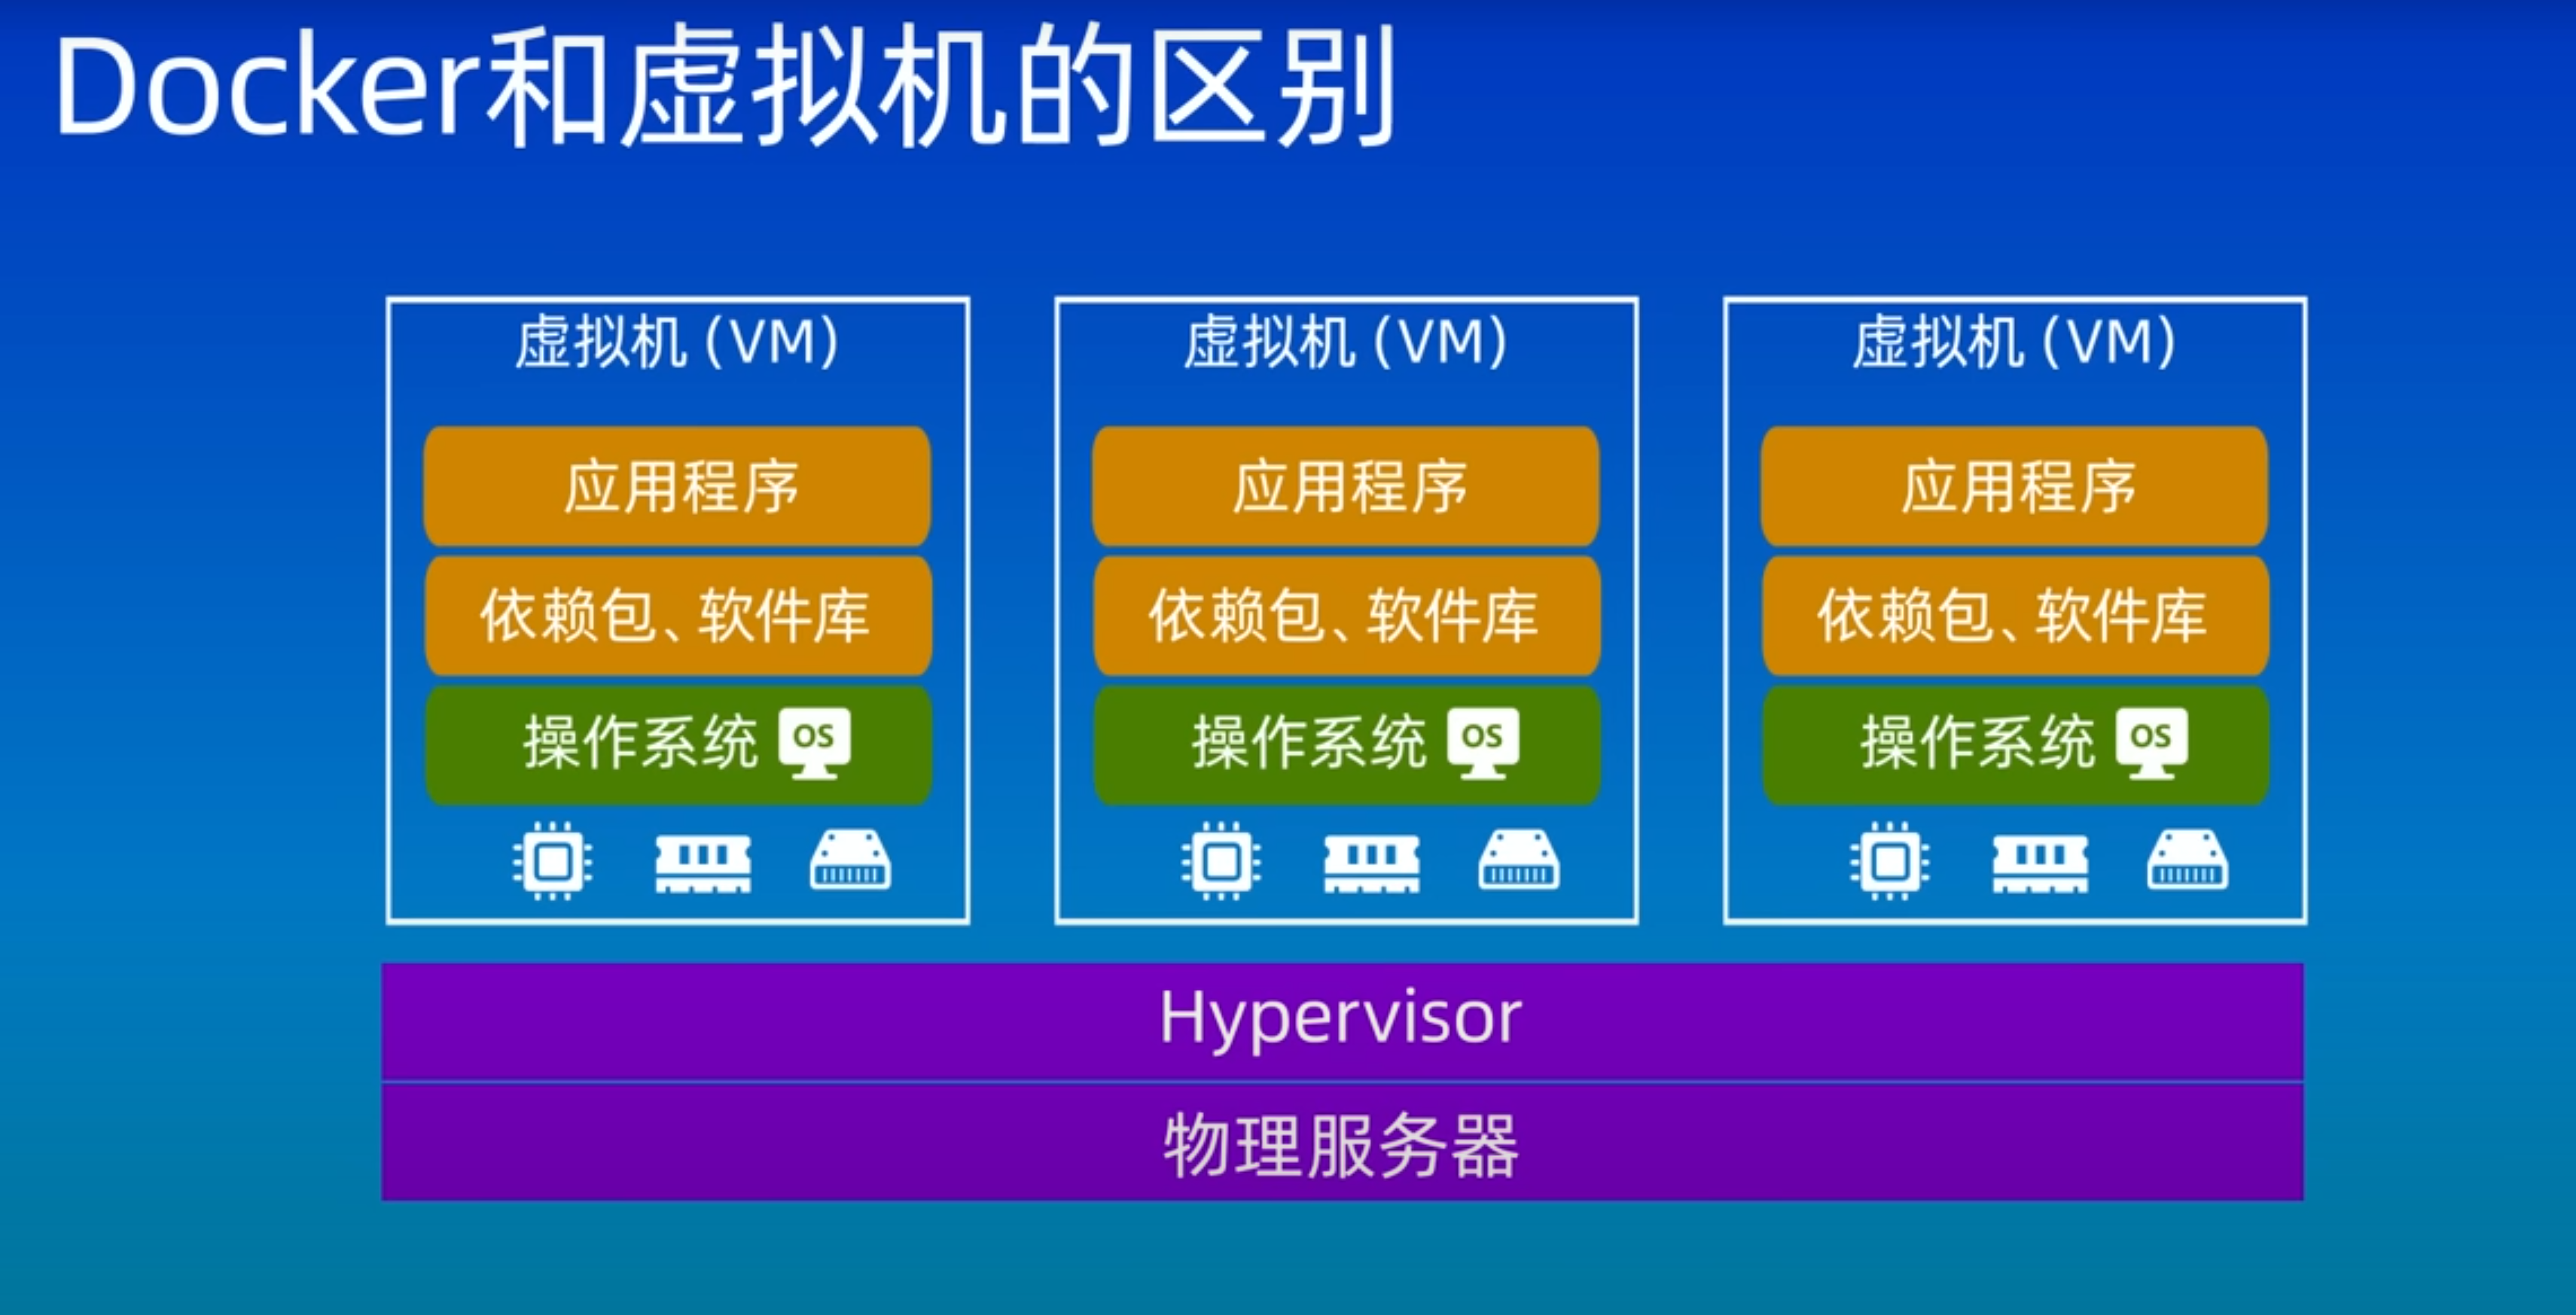 Docker和虚拟机的区别
虚拟机 (VM)
应用程序
依赖包、软件库
操作系统 OS
虚拟机 (VM)
应用程序
依赖包、软件库
操作系统 OS
虚拟机 (VM)
应用程序
依赖包、软件库
操作系统 OS
Hypervisor
物理服务器